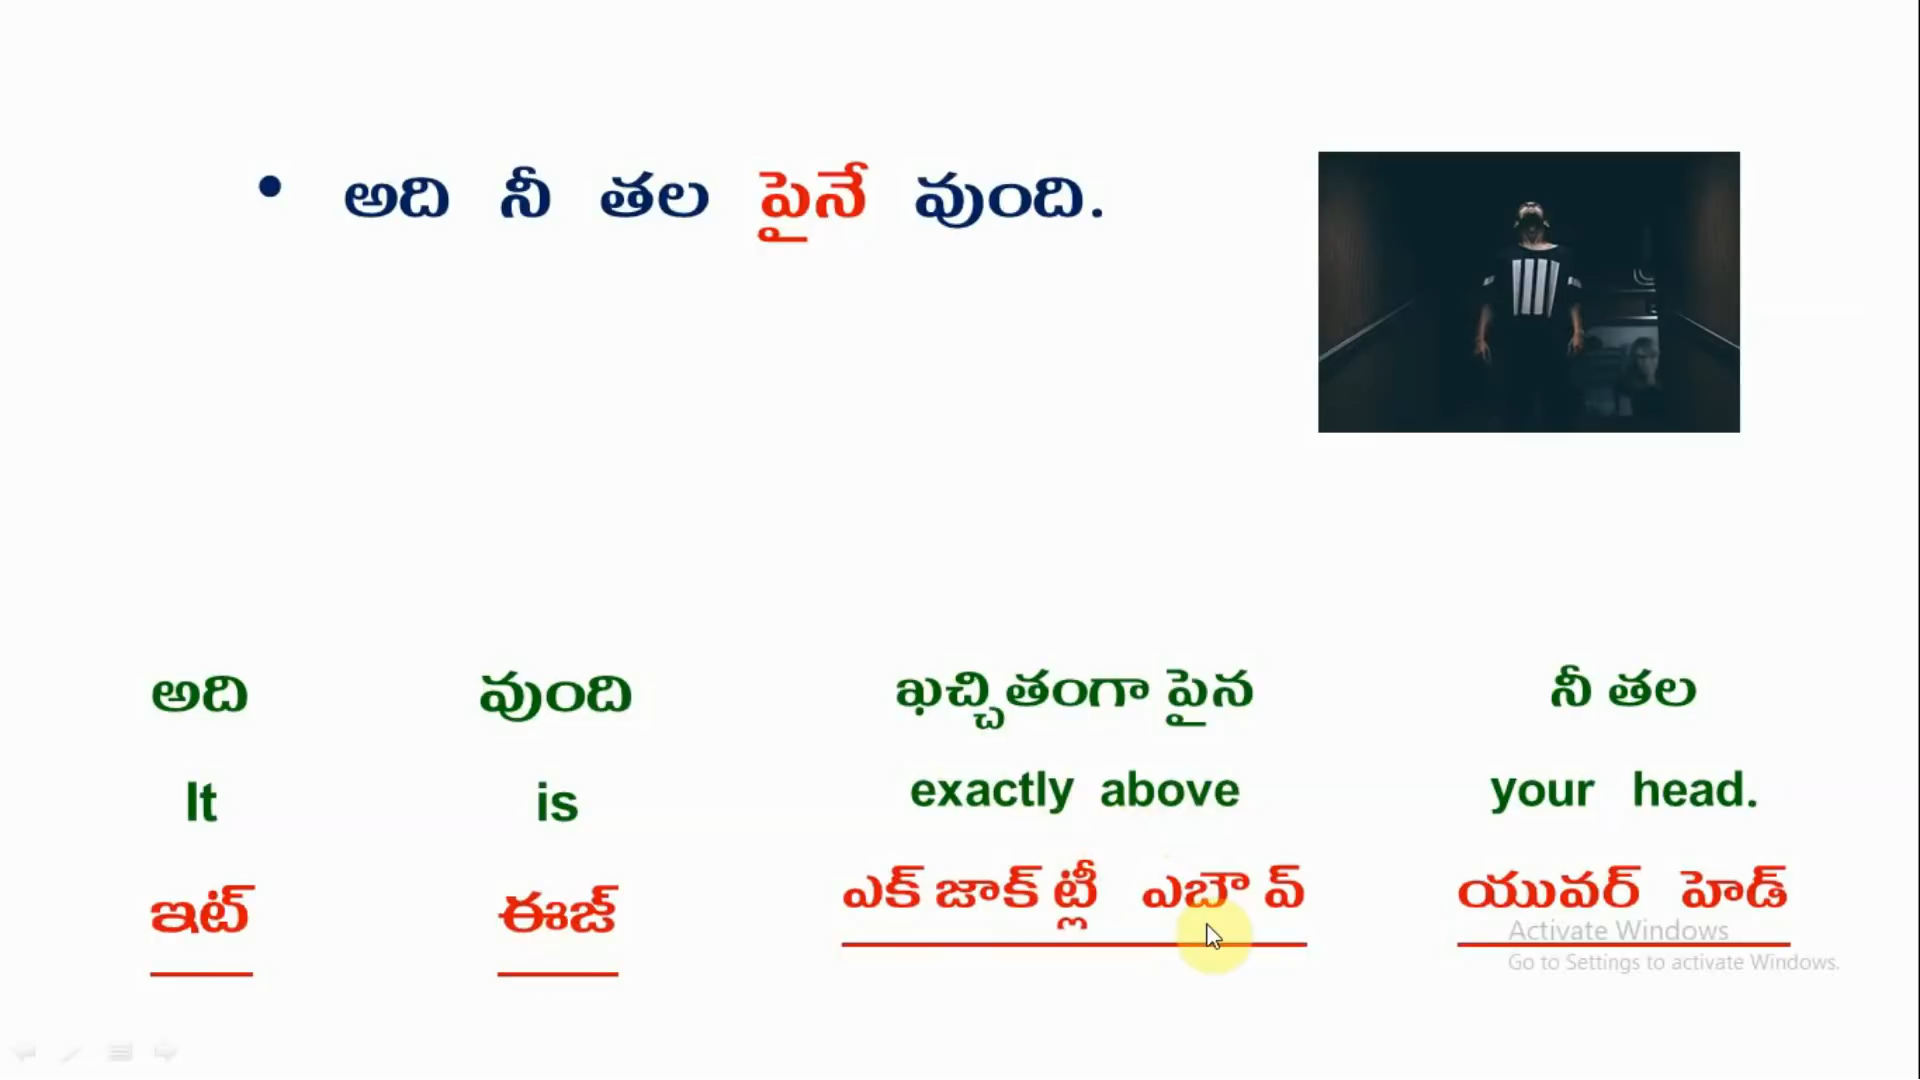 • అది నీ తల పైనే వుంది.
అది వుంది ఖచ్చితంగా పైన నీ తల
It is exactly above your head.
ఇట్ ఈజ్ ఎక్ జాక్ ట్లీ ఎబౌ వ్ యువర్ హెడ్
Activate Windows
Go to Settings to activate Windows.